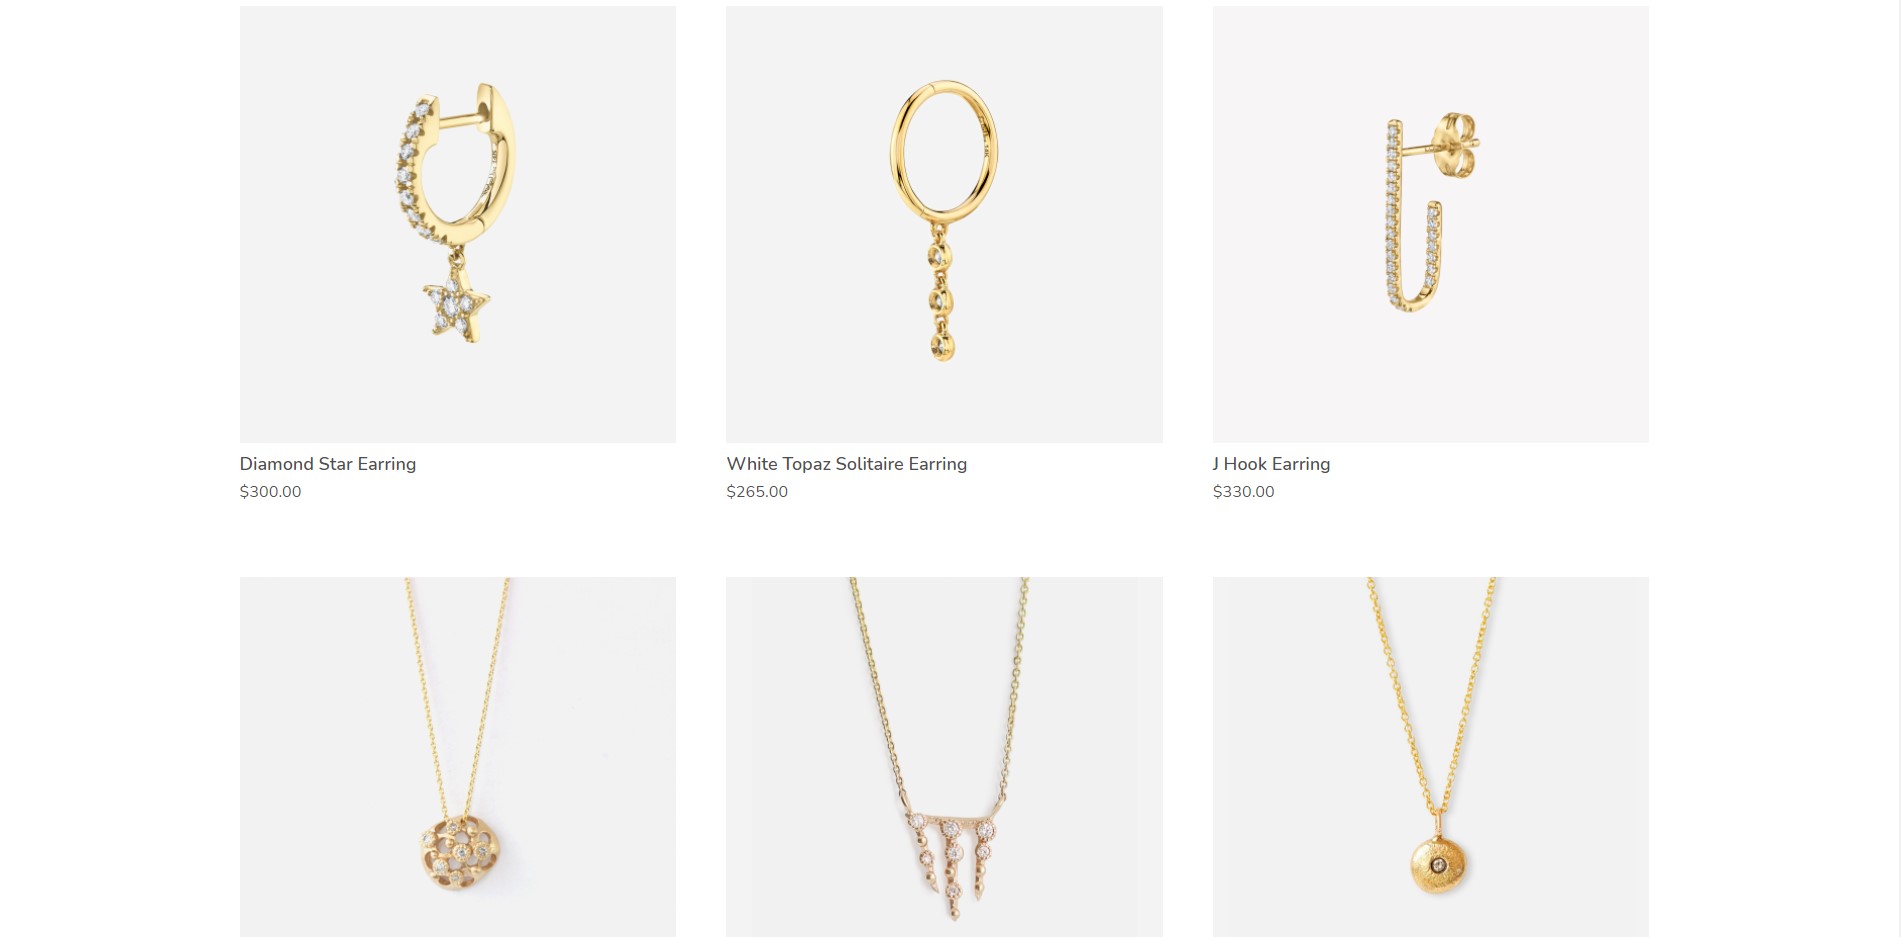 Diamond Star Earring
$300.00
White Topaz Solitaire Earring
$265.00
J Hook Earring
$330.00